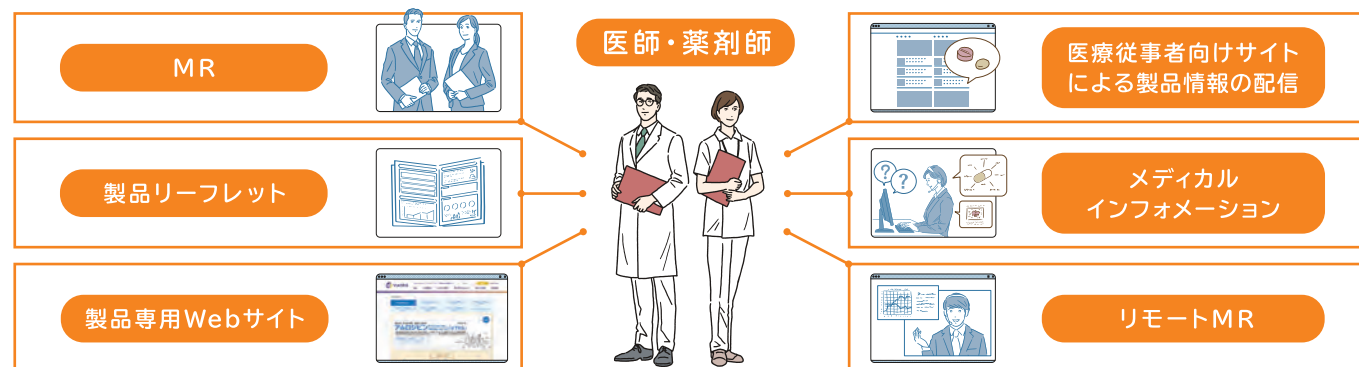 医師・薬剤師
MR
製品リーフレット
製品専用Webサイト
医療従事者向けサイト
による製品情報の配信
メディカル
インフォメーション
リモートMR
? ?